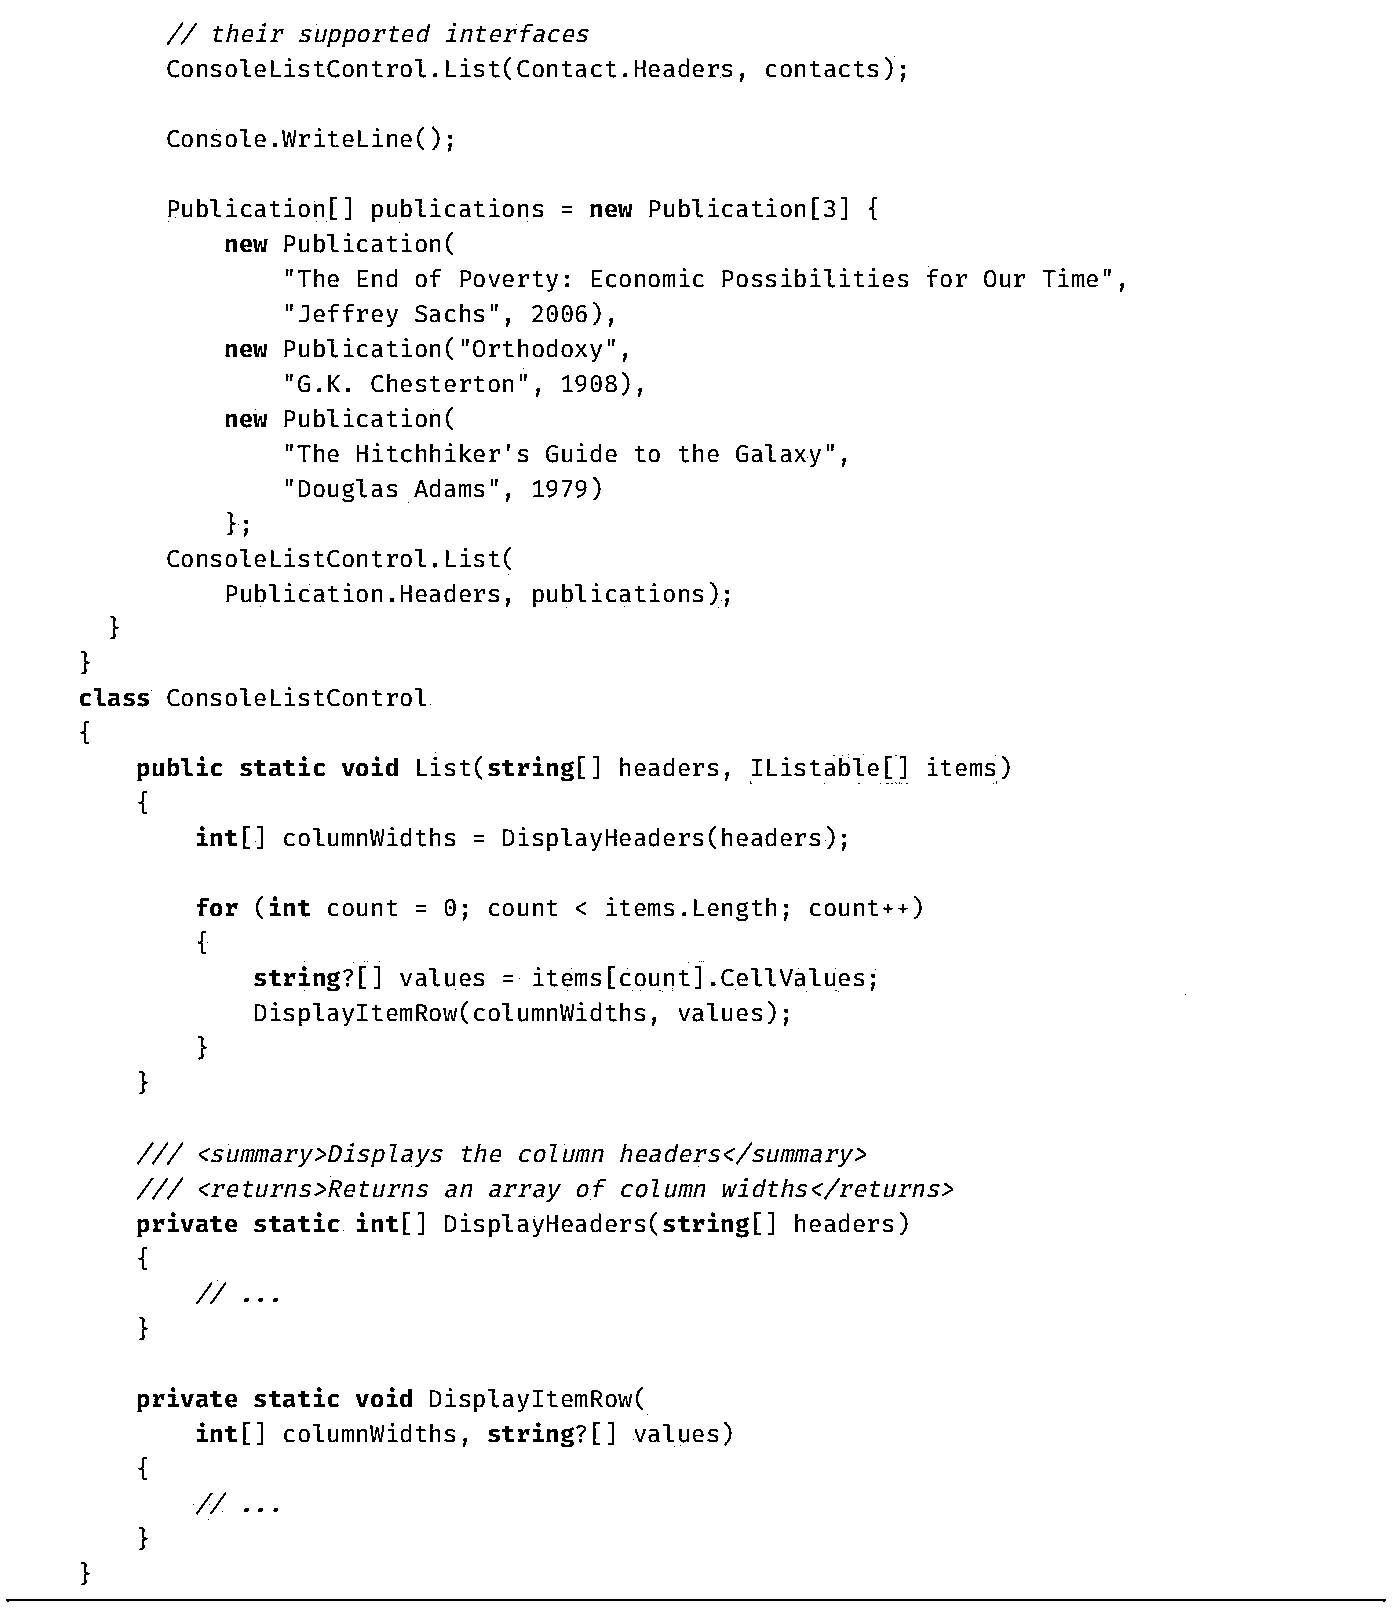 // their supported interfaces
ConsoleListControl.List(Contact.Headers, contacts);

Console.WriteLine();

Publication[] publications = new Publication[3] {
    new Publication(
        "The End of Poverty: Economic Possibilities for Our Time",
        "Jeffrey Sachs", 2006),
    new Publication("Orthodoxy",
        "G.K. Chesterton", 1908),
    new Publication(
        "The Hitchhiker's Guide to the Galaxy",
        "Douglas Adams", 1979)
    };
ConsoleListControl.List(
    Publication.Headers, publications);
}
}
class ConsoleListControl
{
    public static void List(string[] headers, IListable[] items)
    {
        int[] columnWidths = DisplayHeaders(headers);

        for (int count = 0; count < items.Length; count++)
        {
            string?[] values = items[count].CellValues;
            DisplayItemRow(columnWidths, values);
        }
    }

    /// <summary>Displays the column headers</summary>
    /// <returns>Returns an array of column widths</returns>
    private static int[] DisplayHeaders(string[] headers)
    {
        // ...
    }

    private static void DisplayItemRow(
        int[] columnWidths, string?[] values)
    {
        // ...
    }
}